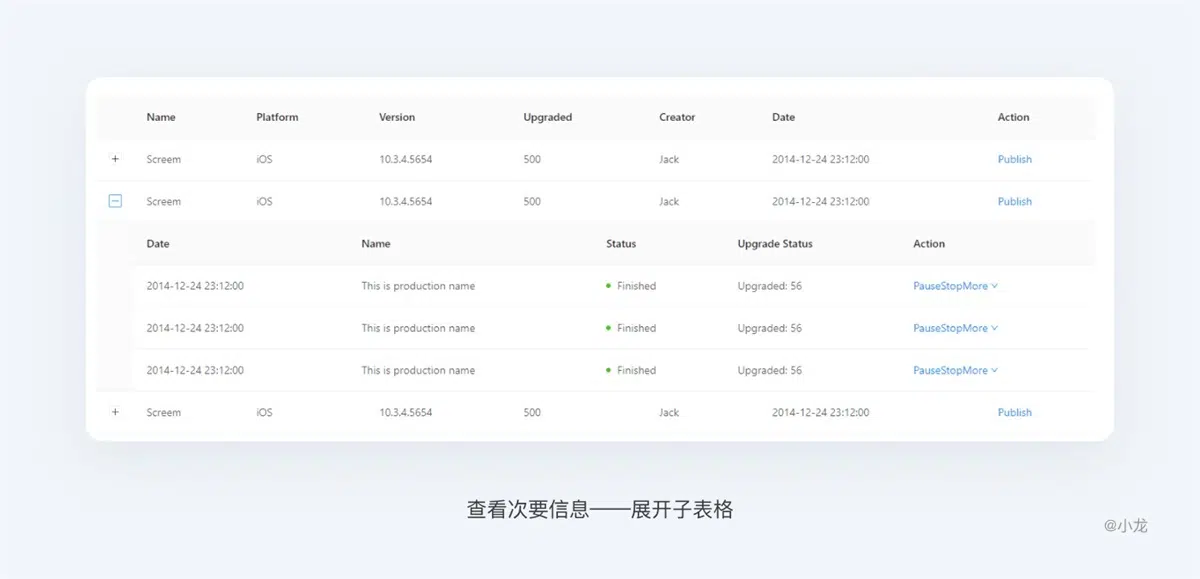 Name Platform Version Upgraded Creator Date Action
+ Screem iOS 10.3.4.5654 500 Jack 2014-12-24 23:12:00 Publish
Screem iOS 10.3.4.5654 500 Jack 2014-12-24 23:12:00 Publish
Date Name Status Upgrade Status Action
2014-12-24 23:12:00 This is production name Finished Upgraded: 56 PauseStopMore
2014-12-24 23:12:00 This is production name Finished Upgraded: 56 PauseStopMore
2014-12-24 23:12:00 This is production name Finished Upgraded: 56 PauseStopMore
+ Screem iOS 10.3.4.5654 500 Jack 2014-12-24 23:12:00 Publish
查看次要信息——展开子表格
@小龙